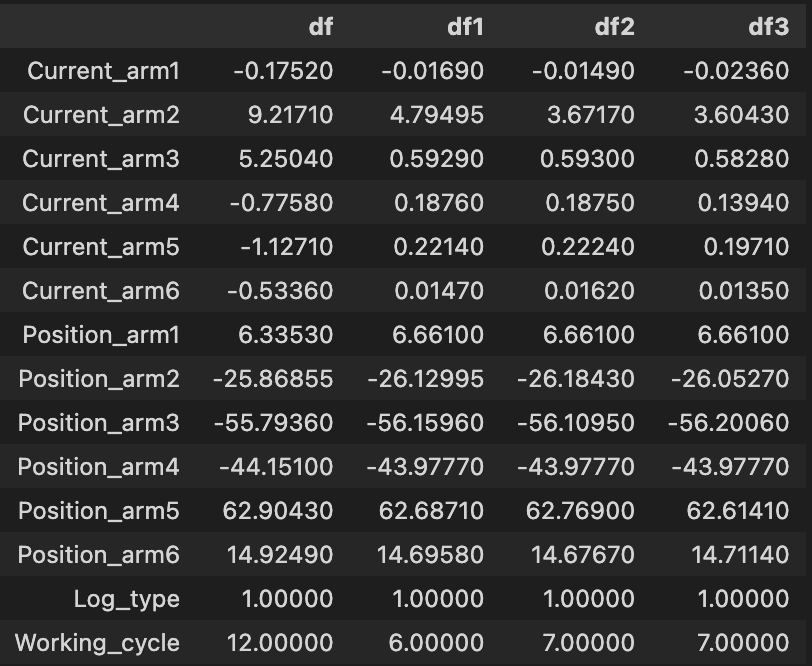 df df1 df2 df3
Current_arm1 -0.17520 -0.01690 -0.01490 -0.02360
Current_arm2 9.21710 4.79495 3.67170 3.60430
Current_arm3 5.25040 0.59290 0.59300 0.58280
Current_arm4 -0.77580 0.18760 0.18750 0.13940
Current_arm5 -1.12710 0.22140 0.22240 0.19710
Current_arm6 -0.53360 0.01470 0.01620 0.01350
Position_arm1 6.33530 6.66100 6.66100 6.66100
Position_arm2 -25.86855 -26.12995 -26.18430 -26.05270
Position_arm3 -55.79360 -56.15960 -56.10950 -56.20060
Position_arm4 -44.15100 -43.97770 -43.97770 -43.97770
Position_arm5 62.90430 62.68710 62.76900 62.61410
Position_arm6 14.92490 14.69580 14.67670 14.71140
Log_type 1.00000 1.00000 1.00000 1.00000
Working_cycle 12.00000 6.00000 7.00000 7.00000